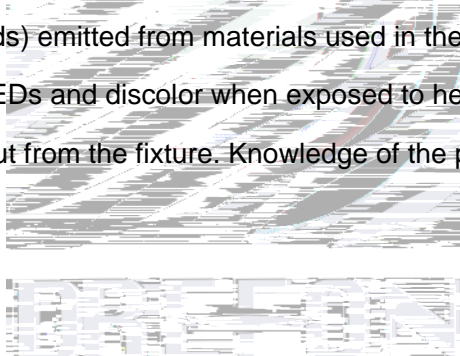 ds) emitted from materials used in the
EDs and discolor when exposed to he
ut from the fixture. Knowledge of the p